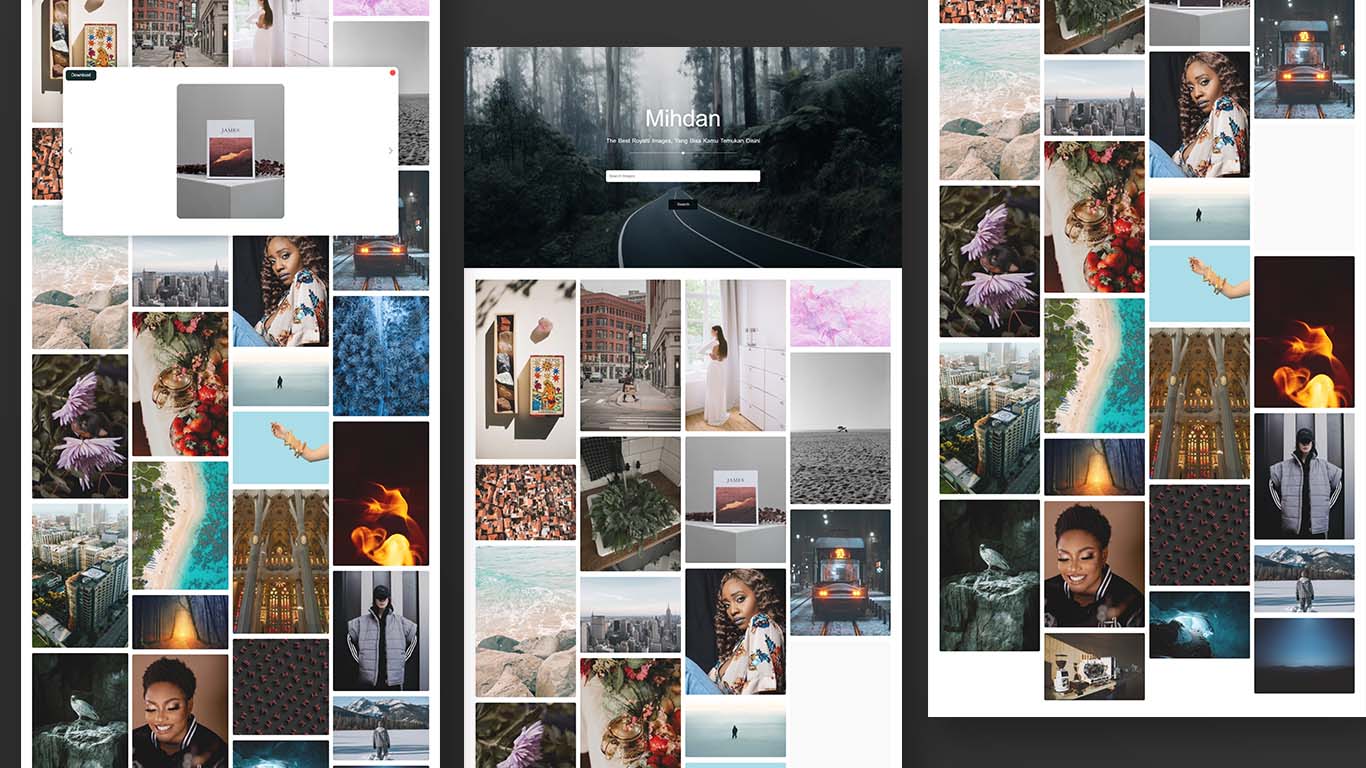 Download
JAMES
Mihdan
The Best Royalti Images, Yang Bisa Kamu Temukan Disini
Search Images
Search
JAMES